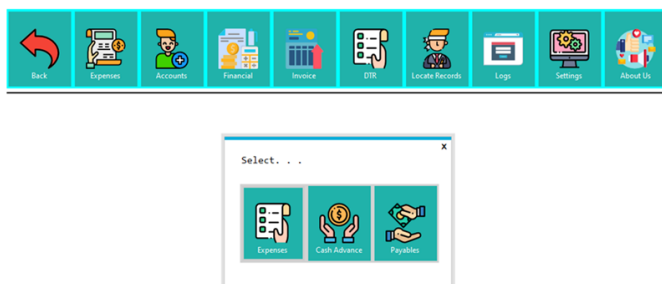 Back Expenses Accounts Financial Invoice DTR Locate Records Logs Settings About Us
x
Select. . .
Expenses Cash Advance Payables